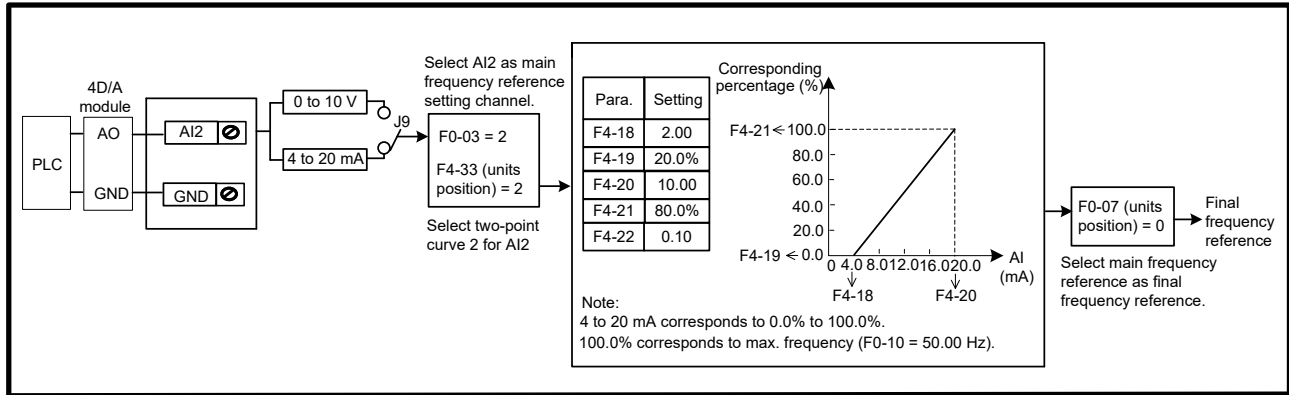 PLC
4D/A
module
AO
GND
AI2
GND
0 to 10 V
4 to 20 mA
J9
Select AI2 as main
frequency reference
setting channel.
F0-03 = 2
F4-33 (units
position) = 2
Select two-point
curve 2 for AI2
Para. Setting
F4-18 2.00
F4-19 20.0%
F4-20 10.00
F4-21 80.0%
F4-22 0.10
Corresponding
percentage (%)
F4-21 100.0
80.0
60.0
40.0
20.0
F4-19 0.0
0 4.0 8.0 12.0 16.0 20.0 AI
(mA)
F4-18 F4-20
Note:
4 to 20 mA corresponds to 0.0% to 100.0%.
100.0% corresponds to max. frequency (F0-10 = 50.00 Hz).
F0-07 (units
position) = 0
Select main frequency
reference as final
frequency reference.
Final
frequency
reference